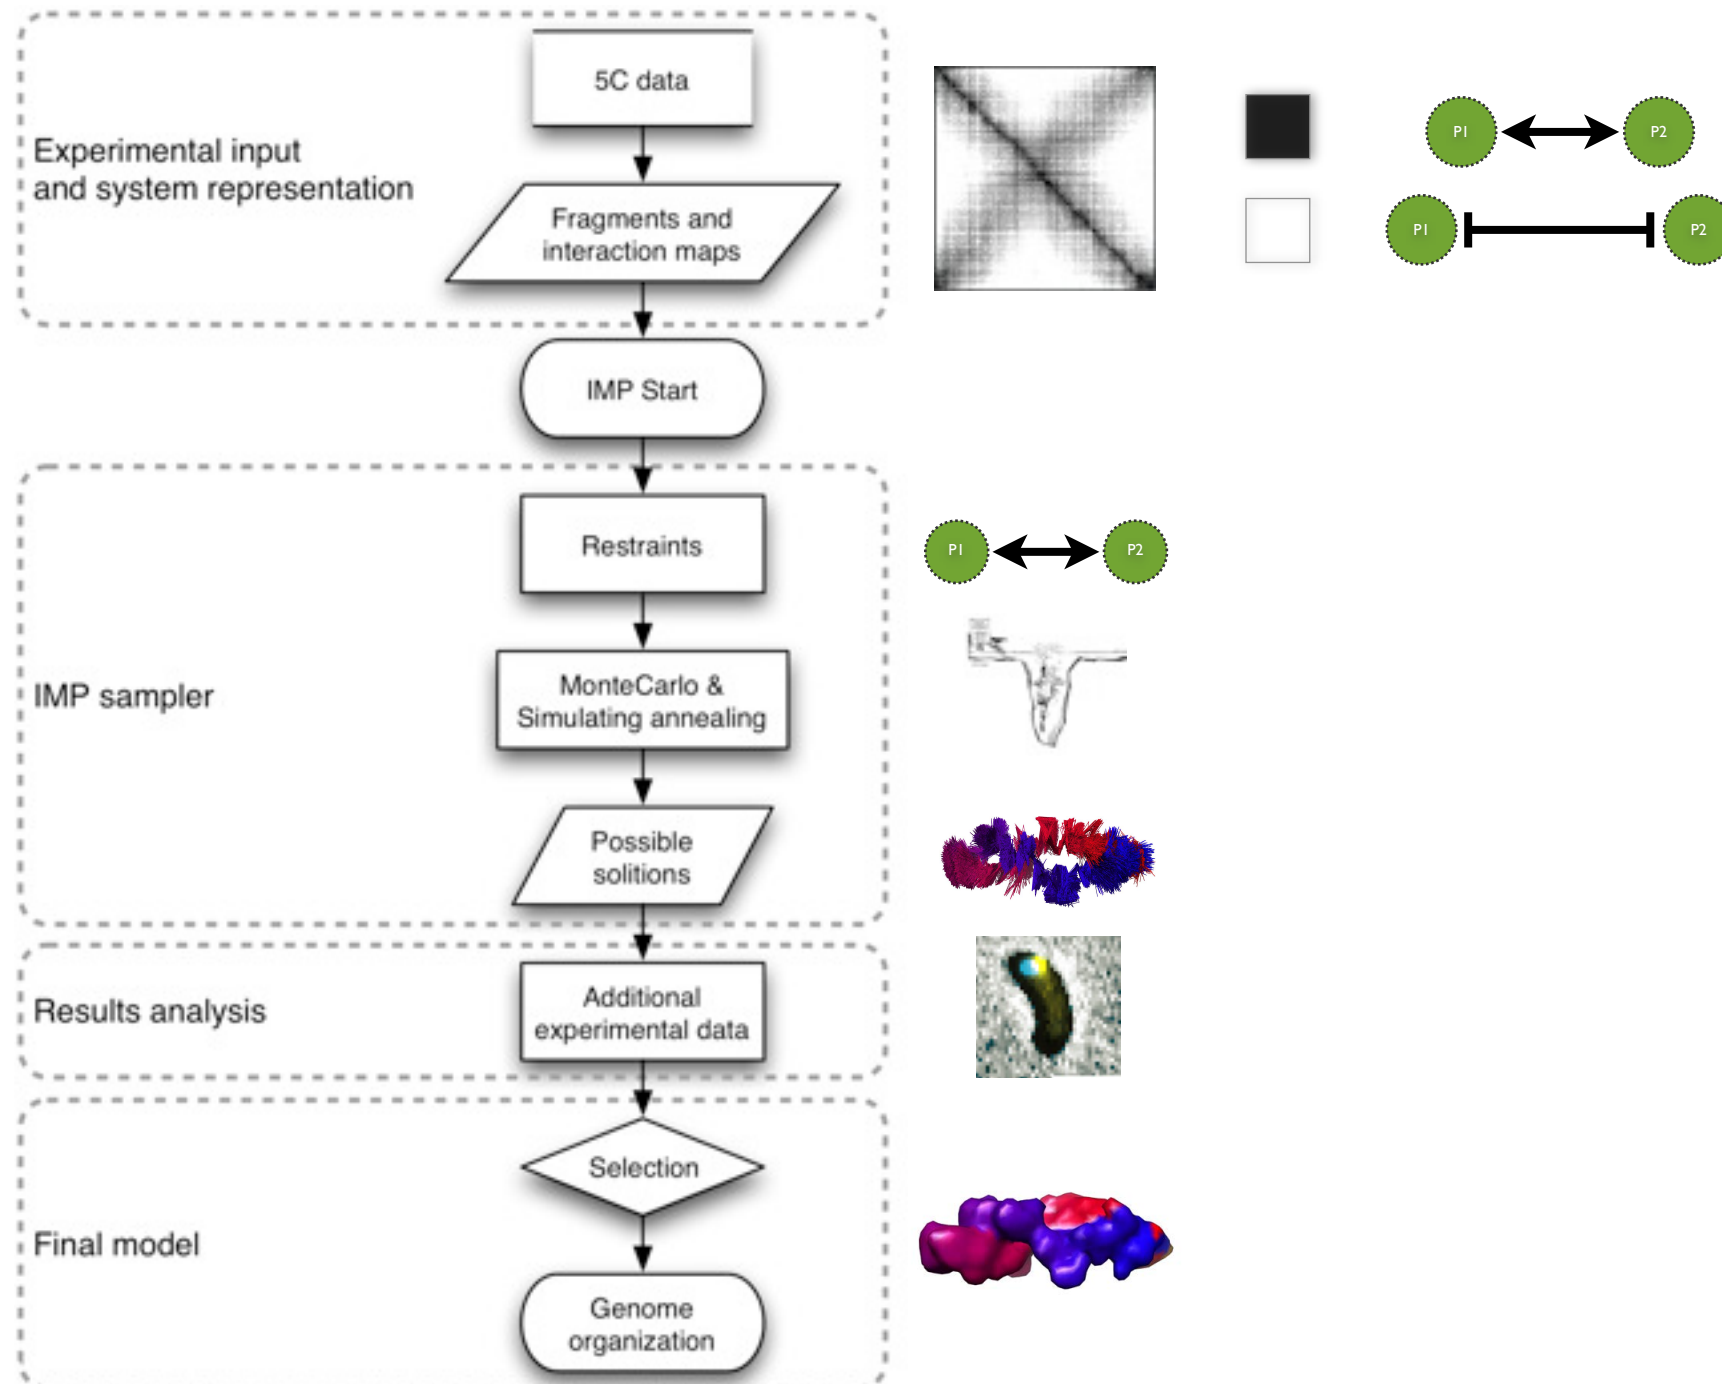 5C data
Experimental input
and system representation
Fragments and
interaction maps
P1
P2
P1
P2
IMP Start
Restraints
P1
P2
IMP sampler
MonteCarlo &
Simulating annealing
Possible
solitions
Results analysis
Additional
experimental data
Selection
Final model
Genome
organization